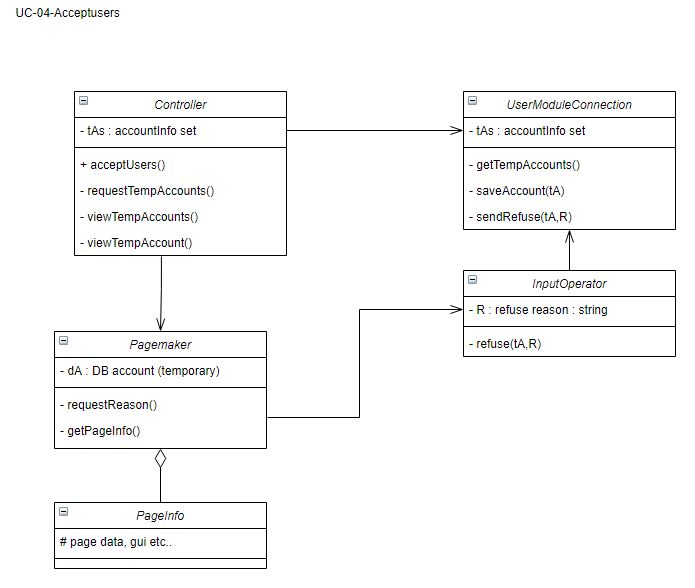 UC-04-Acceptusers
Controller
- tAs : accountInfo set
+ acceptUsers()
- requestTempAccounts()
- viewTempAccounts()
- viewTempAccount()
UserModuleConnection
- tAs : accountInfo set
- getTempAccounts()
- saveAccount(tA)
- sendRefuse(tA,R)
InputOperator
- R : refuse reason : string
- refuse(tA,R)
Pagemaker
- dA : DB account (temporary)
- requestReason()
- getPageInfo()
PageInfo
# page data, gui etc..